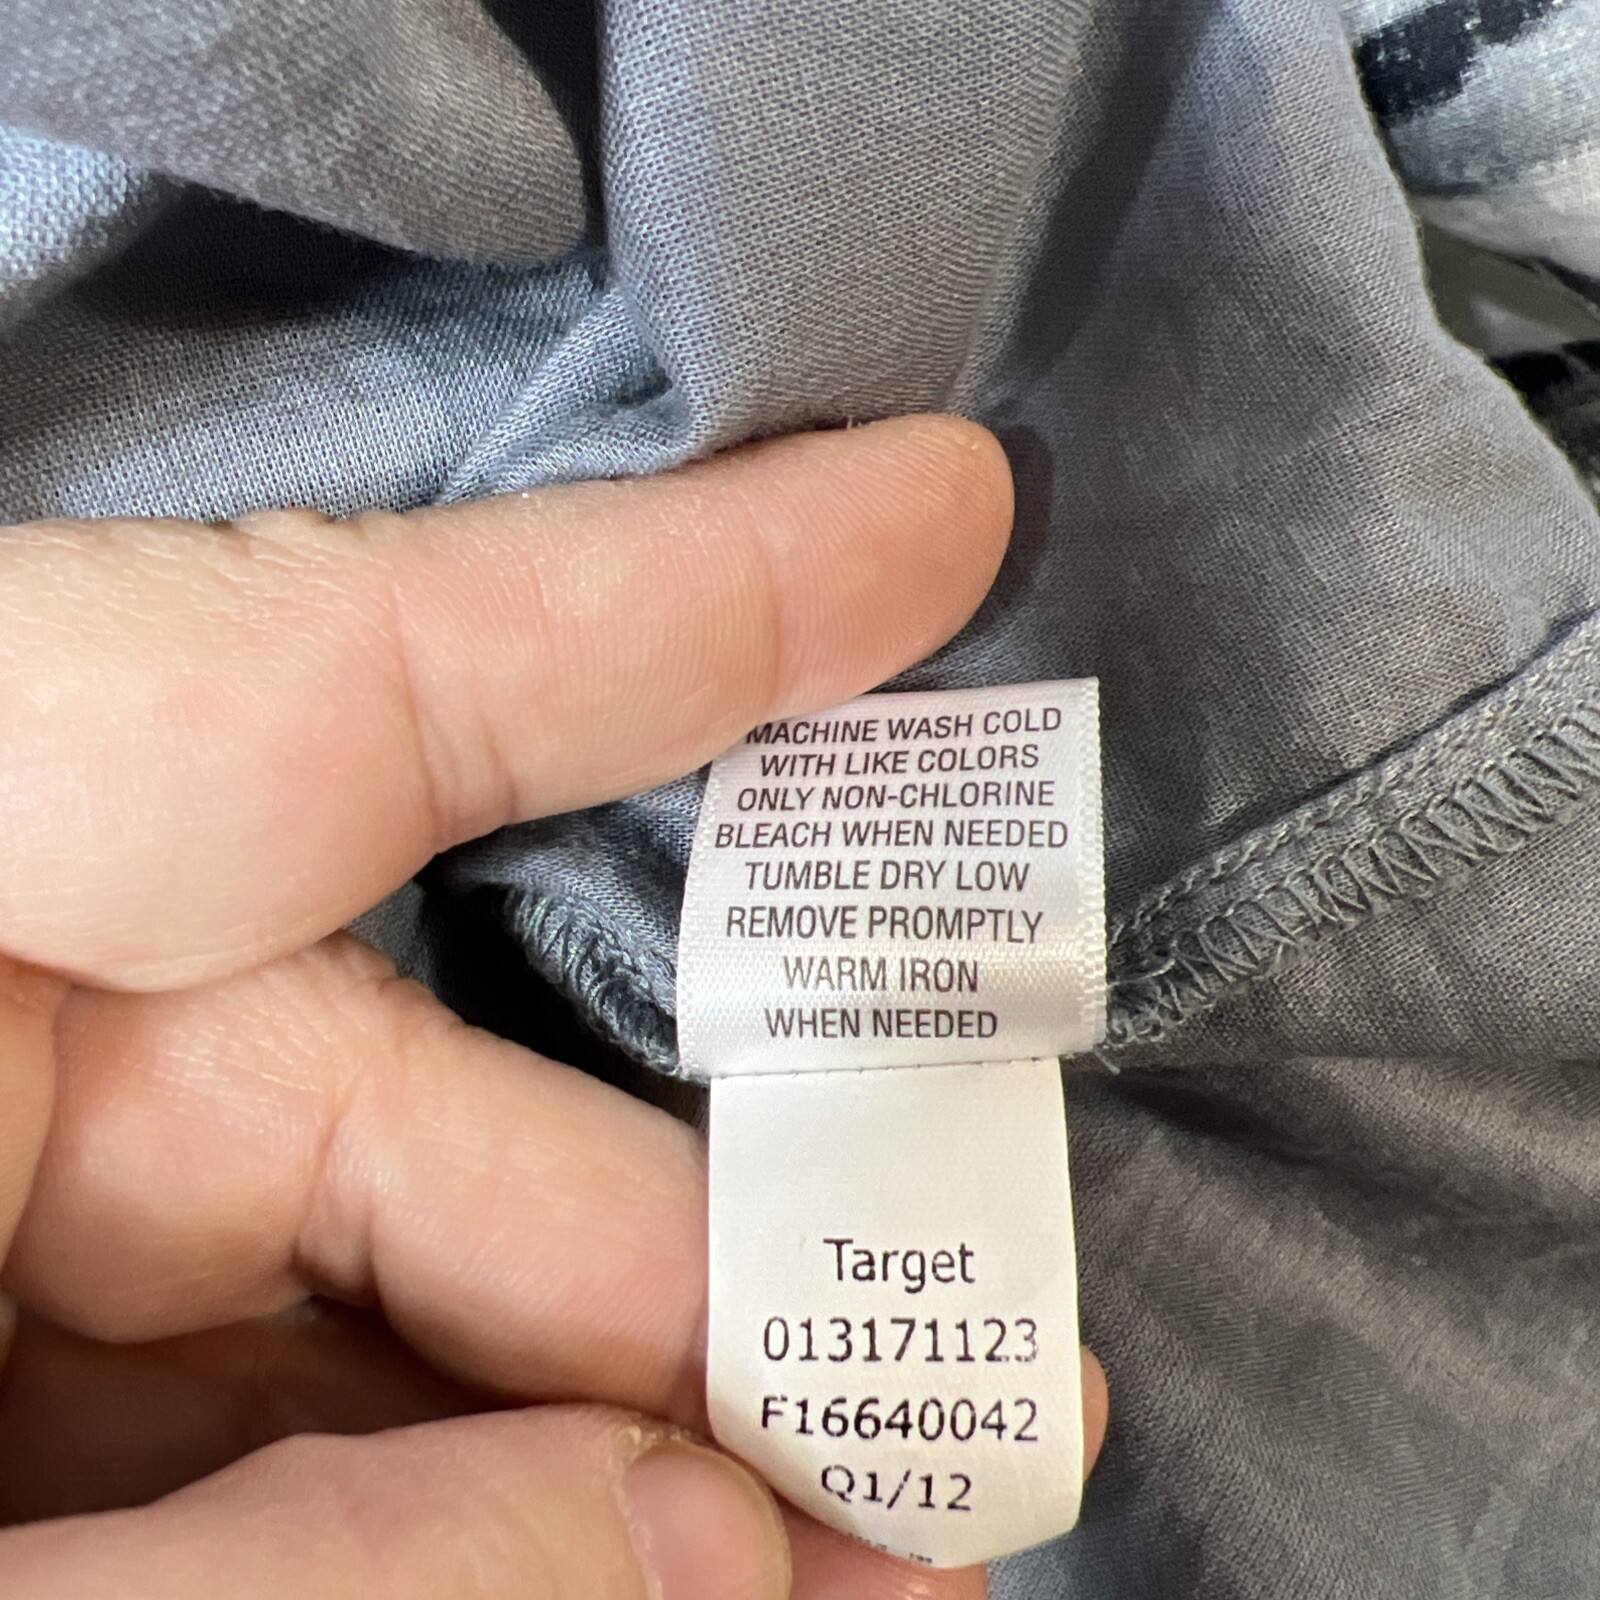 MACHINE WASH COLD
WITH LIKE COLORS
ONLY NON-CHLORINE
BLEACH WHEN NEEDED
TUMBLE DRY LOW
REMOVE PROMPTLY
WARM IRON
WHEN NEEDED
Target
013171123
F16640042
Q1/12